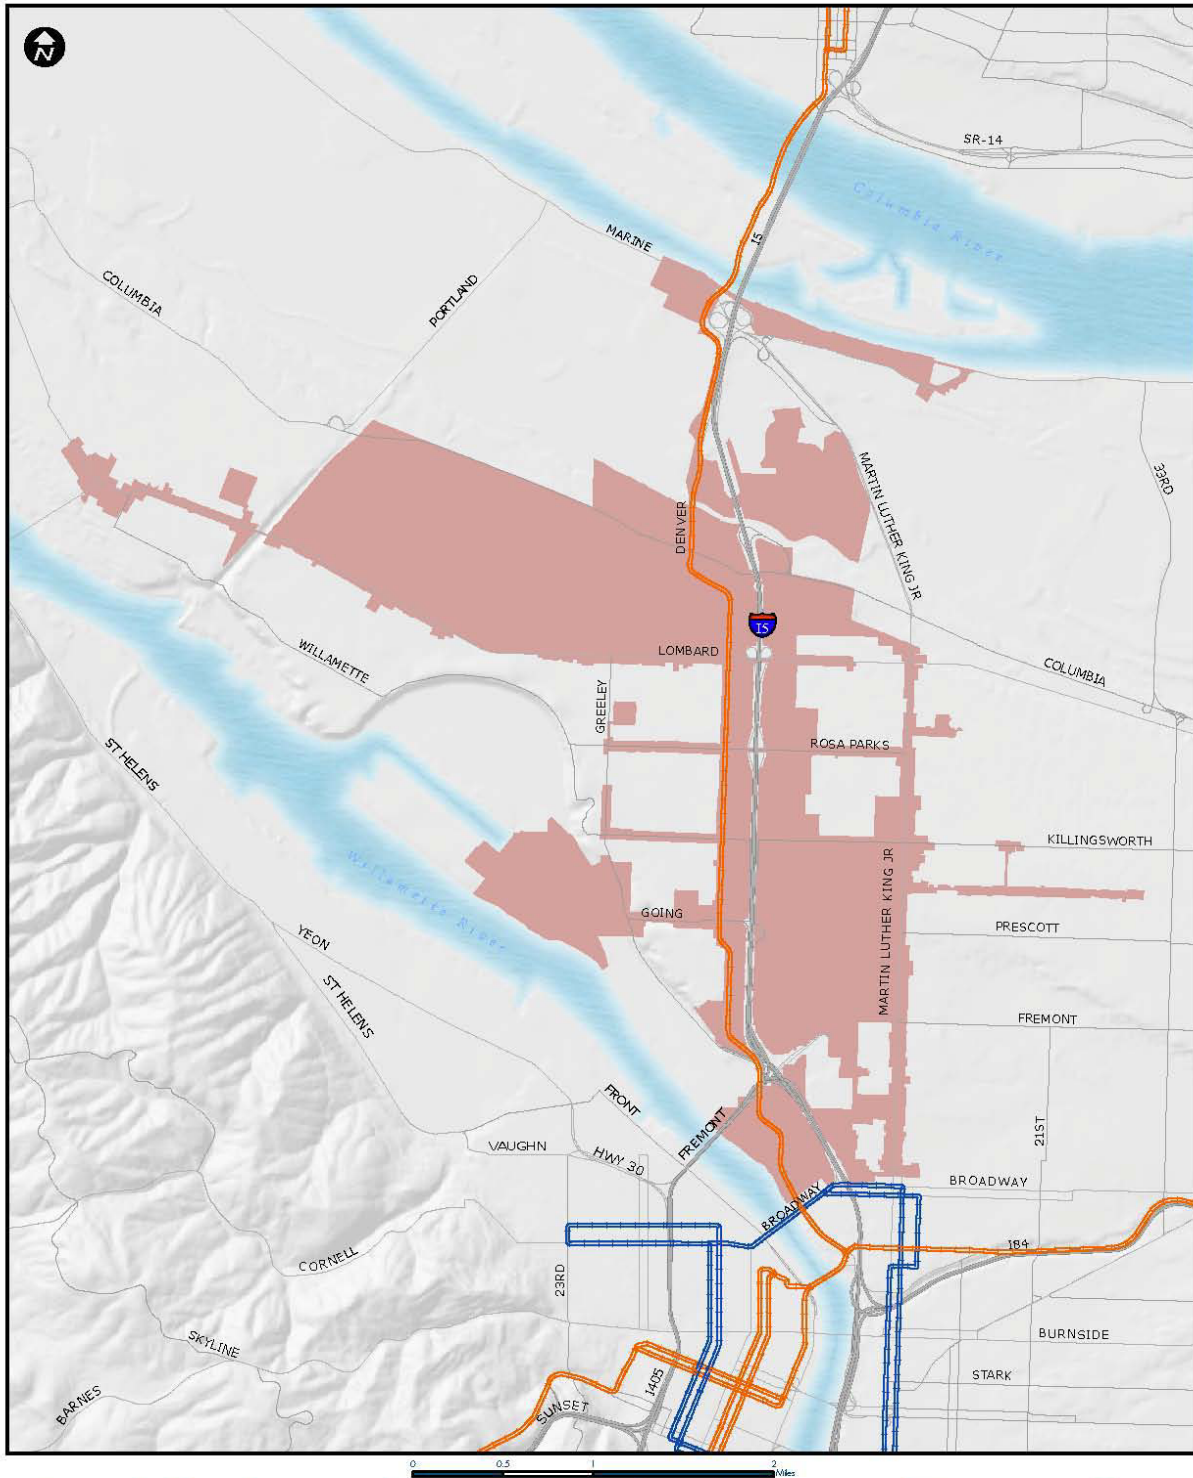 N
SR-14
Columbia River
MARINE
I5
COLUMBIA
PORTLAND
MARTIN LUTHER KING JR
33RD
DENVER
I5
LOMBARD
COLUMBIA
WILLAMETTE
GREELEY
ROSA PARKS
ST HELENS
KILLINGSWORTH
MARTIN LUTHER KING JR
Willamette River
GOING
PRESCOTT
YEON
ST HELENS
FREMONT
FRONT
FREMONT
21ST
VAUGHN
HWY 30
BROADWAY
BROADWAY
I84
CORNELL
23RD
BURNSIDE
SKYLINE
STARK
I405
BARNES
SUNSET
0 0.5 1 2
Miles